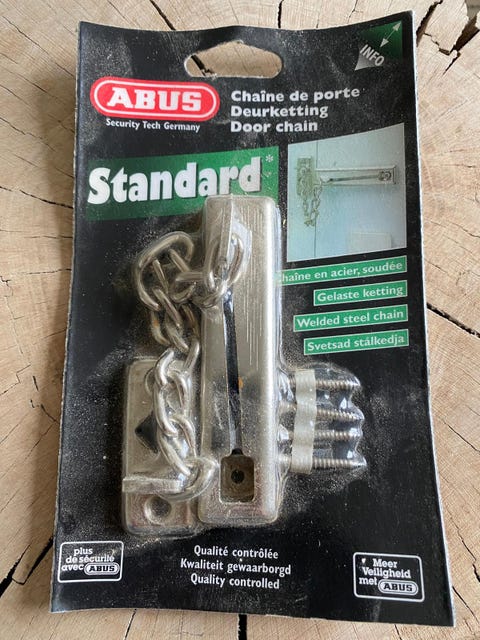 INFO
ABUS
Security Tech Germany
Chaîne de porte
Deurketting
Door chain
Standard*
Chaîne en acier, soudée
Gelaste ketting
Welded steel chain
Svetsad stålkedja
plus
de sécurité
avec ABUS
Qualité contrôlée
Kwaliteit gewaarborgd
Quality controlled
Meer
Veiligheid
met ABUS